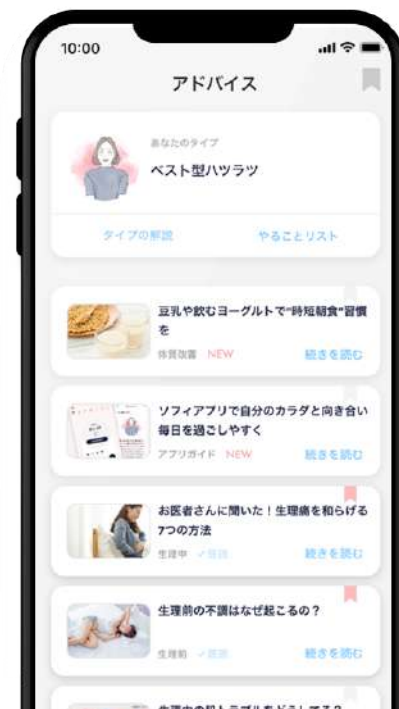 10:00
アドバイス
あなたのタイプ
ベスト型ハツラツ
タイプの解説
やることリスト
豆乳や飲むヨーグルトで"時短朝食"習慣
を
体質改善 NEW
続きを読む
ソフィアプリで自分のカラダと向き合い
毎日を過ごしやすく
アプリガイド NEW
続きを読む
お医者さんに聞いた!生理痛を和らげる
7つの方法
生理中 ✓既読
続きを読む
生理前の不調はなぜ起こるの?
生理前 ✓既読
続きを読む